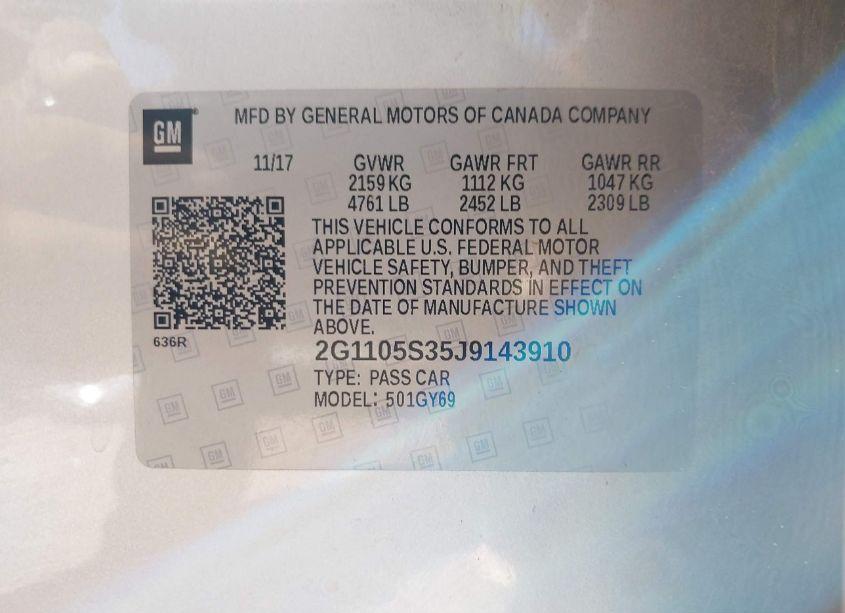 GM
MFD BY GENERAL MOTORS OF CANADA COMPANY
11/17 GVWR GAWR FRT GAWR RR
2159 KG 1112 KG 1047 KG
4761 LB 2452 LB 2309 LB
THIS VEHICLE CONFORMS TO ALL
APPLICABLE U.S. FEDERAL MOTOR
VEHICLE SAFETY, BUMPER, AND THEFT
PREVENTION STANDARDS IN EFFECT ON
THE DATE OF MANUFACTURE SHOWN
ABOVE.
636R
2G1105S35J9143910
TYPE: PASS CAR
MODEL: 501GY69